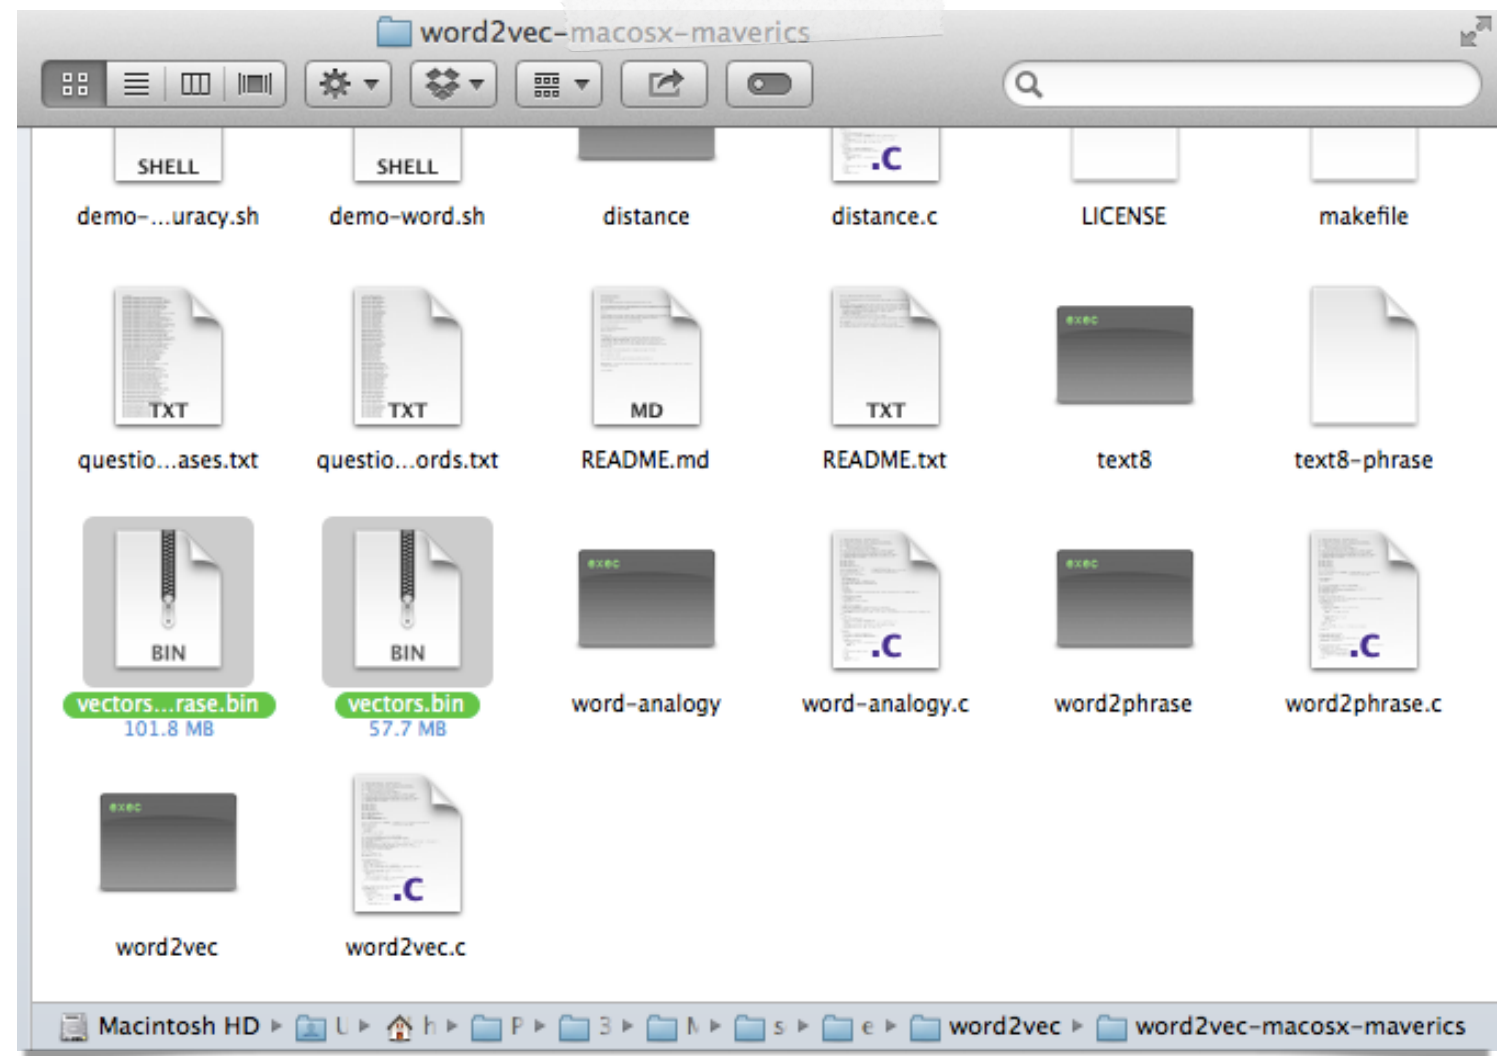 word2vec-macosx-maverics
SHELL SHELL .C
demo-...uracy.sh demo-word.sh distance distance.c LICENSE makefile
exec
TXT TXT MD TXT
questio...ases.txt questio...ords.txt README.md README.txt text8 text8-phrase
exec exec
BIN BIN .C .C
vectors...rase.bin vectors.bin word-analogy word-analogy.c word2phrase word2phrase.c
101.8 MB 57.7 MB
exec
.C
word2vec word2vec.c
Macintosh HD U h P 3 M s e word2vec word2vec-macosx-maverics